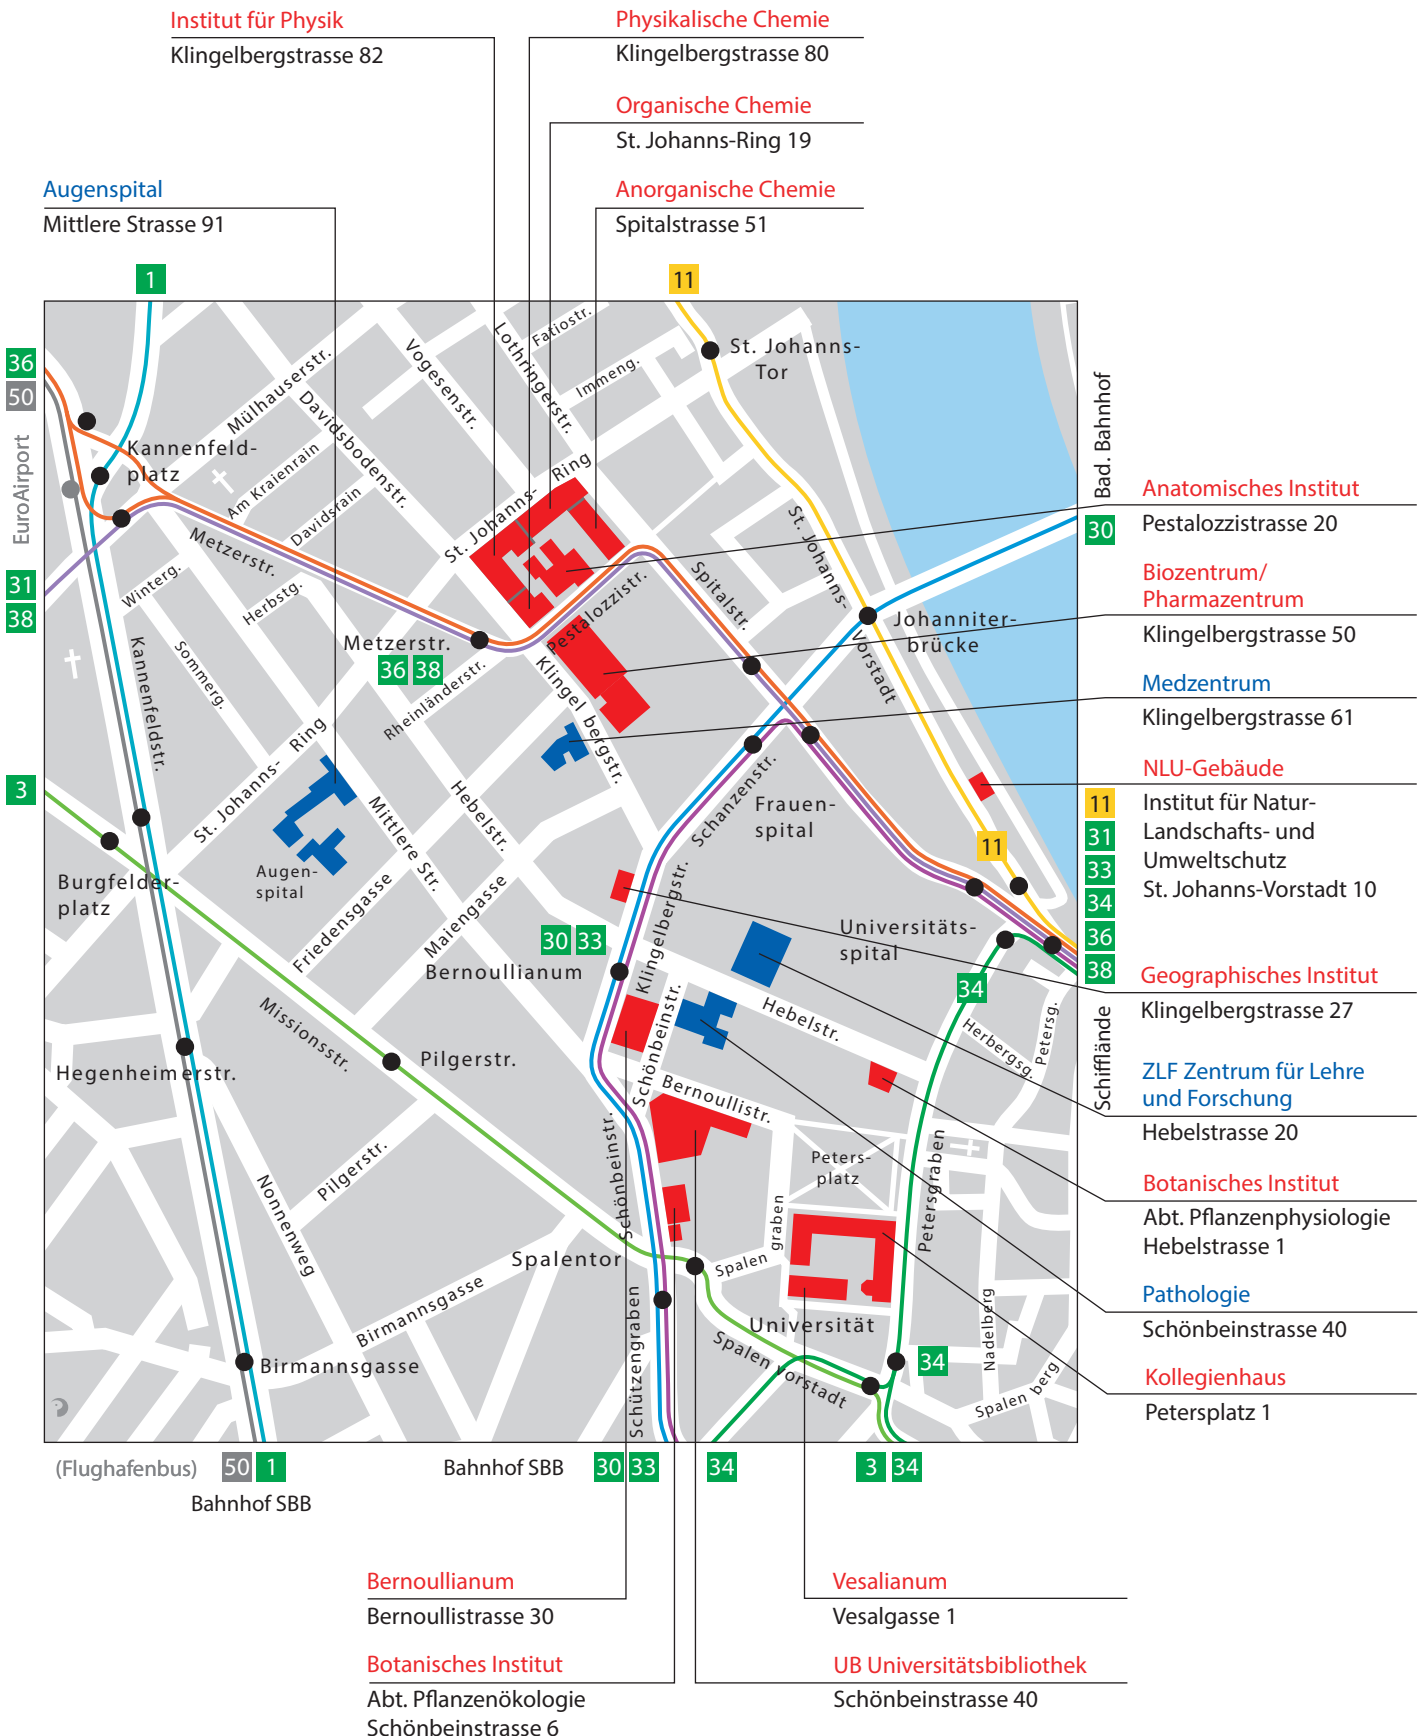 Institut für Physik
Klingelbergstrasse 82
Physikalische Chemie
Klingelbergstrasse 80
Organische Chemie
St. Johanns-Ring 19
Augenspital
Mittlere Strasse 91
Anorganische Chemie
Spitalstrasse 51
1
11
36
50
EuroAirport
31
38
3
Fatiostr.
Lothringerstr.
Vogesenstr.
Immeng.
St. Johanns-
Tor
Mülhauserstr.
Davidsbodenstr.
Kannenfeld-
platz
Am Kraienrain
Davidsrain
St. Johanns- Ring
Metzerstr.
Winterg.
Herbstg.
Sommerg.
Kannenfeldstr.
Metzerstr.
36 38
Rheinländerstr.
Pestalozzistr.
Spitalstr.
St. Johanns-
Vorstadt
Johanniter-
brücke
Klingel bergstr.
St. Johanns- Ring
Hebelstr.
Mittlere Str.
Schanzenstr.
Frauen-
spital
11
Burgfelder-
platz
Augen-
spital
Friedensgasse
Maiengasse
30 33
Bernoullianum
Klingelbergstr.
Universitäts-
spital
34
Schönbeinstr.
Hebelstr.
Herbergsg.
Petersg.
Missionsstr.
Pilgerstr.
Hegenheimerstr.
Bernoullistr.
Pilgerstr.
Nonnenweg
Schönbeinstr.
Peters-
platz
Petersgraben
Spalen graben
Spalentor
Birmannsgasse
Birmannsgasse
Schützengraben
Universität
Spalen vorstadt
34
Nadelberg
Spalen berg
Bad. Bahnhof
30
11
31
33
34
36
38
Schifflände
Anatomisches Institut
Pestalozzistrasse 20
Biozentrum/
Pharmazentrum
Klingelbergstrasse 50
Medzentrum
Klingelbergstrasse 61
NLU-Gebäude
Institut für Natur-
Landschafts- und
Umweltschutz
St. Johanns-Vorstadt 10
Geographisches Institut
Klingelbergstrasse 27
ZLF Zentrum für Lehre
und Forschung
Hebelstrasse 20
Botanisches Institut
Abt. Pflanzenphysiologie
Hebelstrasse 1
Pathologie
Schönbeinstrasse 40
Kollegienhaus
Petersplatz 1
(Flughafenbus) 50 1
Bahnhof SBB
Bahnhof SBB 30 33
34
3 34
Bernoullianum
Bernoullistrasse 30
Botanisches Institut
Abt. Pflanzenökologie
Schönbeinstrasse 6
Vesalianum
Vesalgasse 1
UB Universitätsbibliothek
Schönbeinstrasse 40